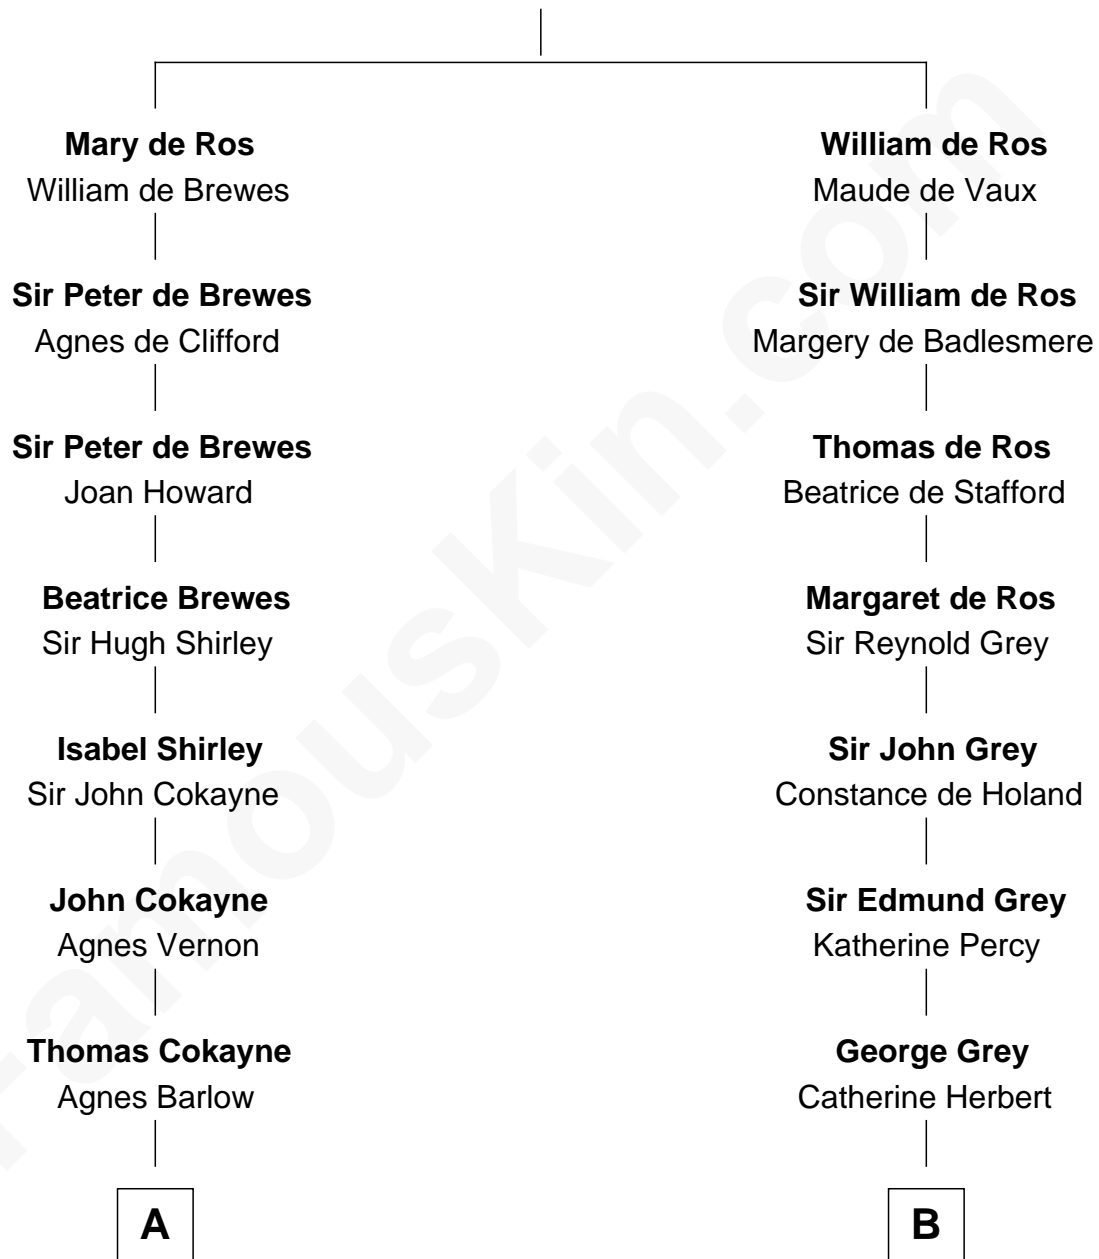 Mary de Ros
William de Brewes
Sir Peter de Brewes
Agnes de Clifford
Sir Peter de Brewes
Joan Howard
Beatrice Brewes
Sir Hugh Shirley
Isabel Shirley
Sir John Cokayne
John Cokayne
Agnes Vernon
Thomas Cokayne
Agnes Barlow
A
William de Ros
Maude de Vaux
Sir William de Ros
Margery de Badlesmere
Thomas de Ros
Beatrice de Stafford
Margaret de Ros
Sir Reynold Grey
Sir John Grey
Constance de Holand
Sir Edmund Grey
Katherine Percy
George Grey
Catherine Herbert
B
FamousKin.com